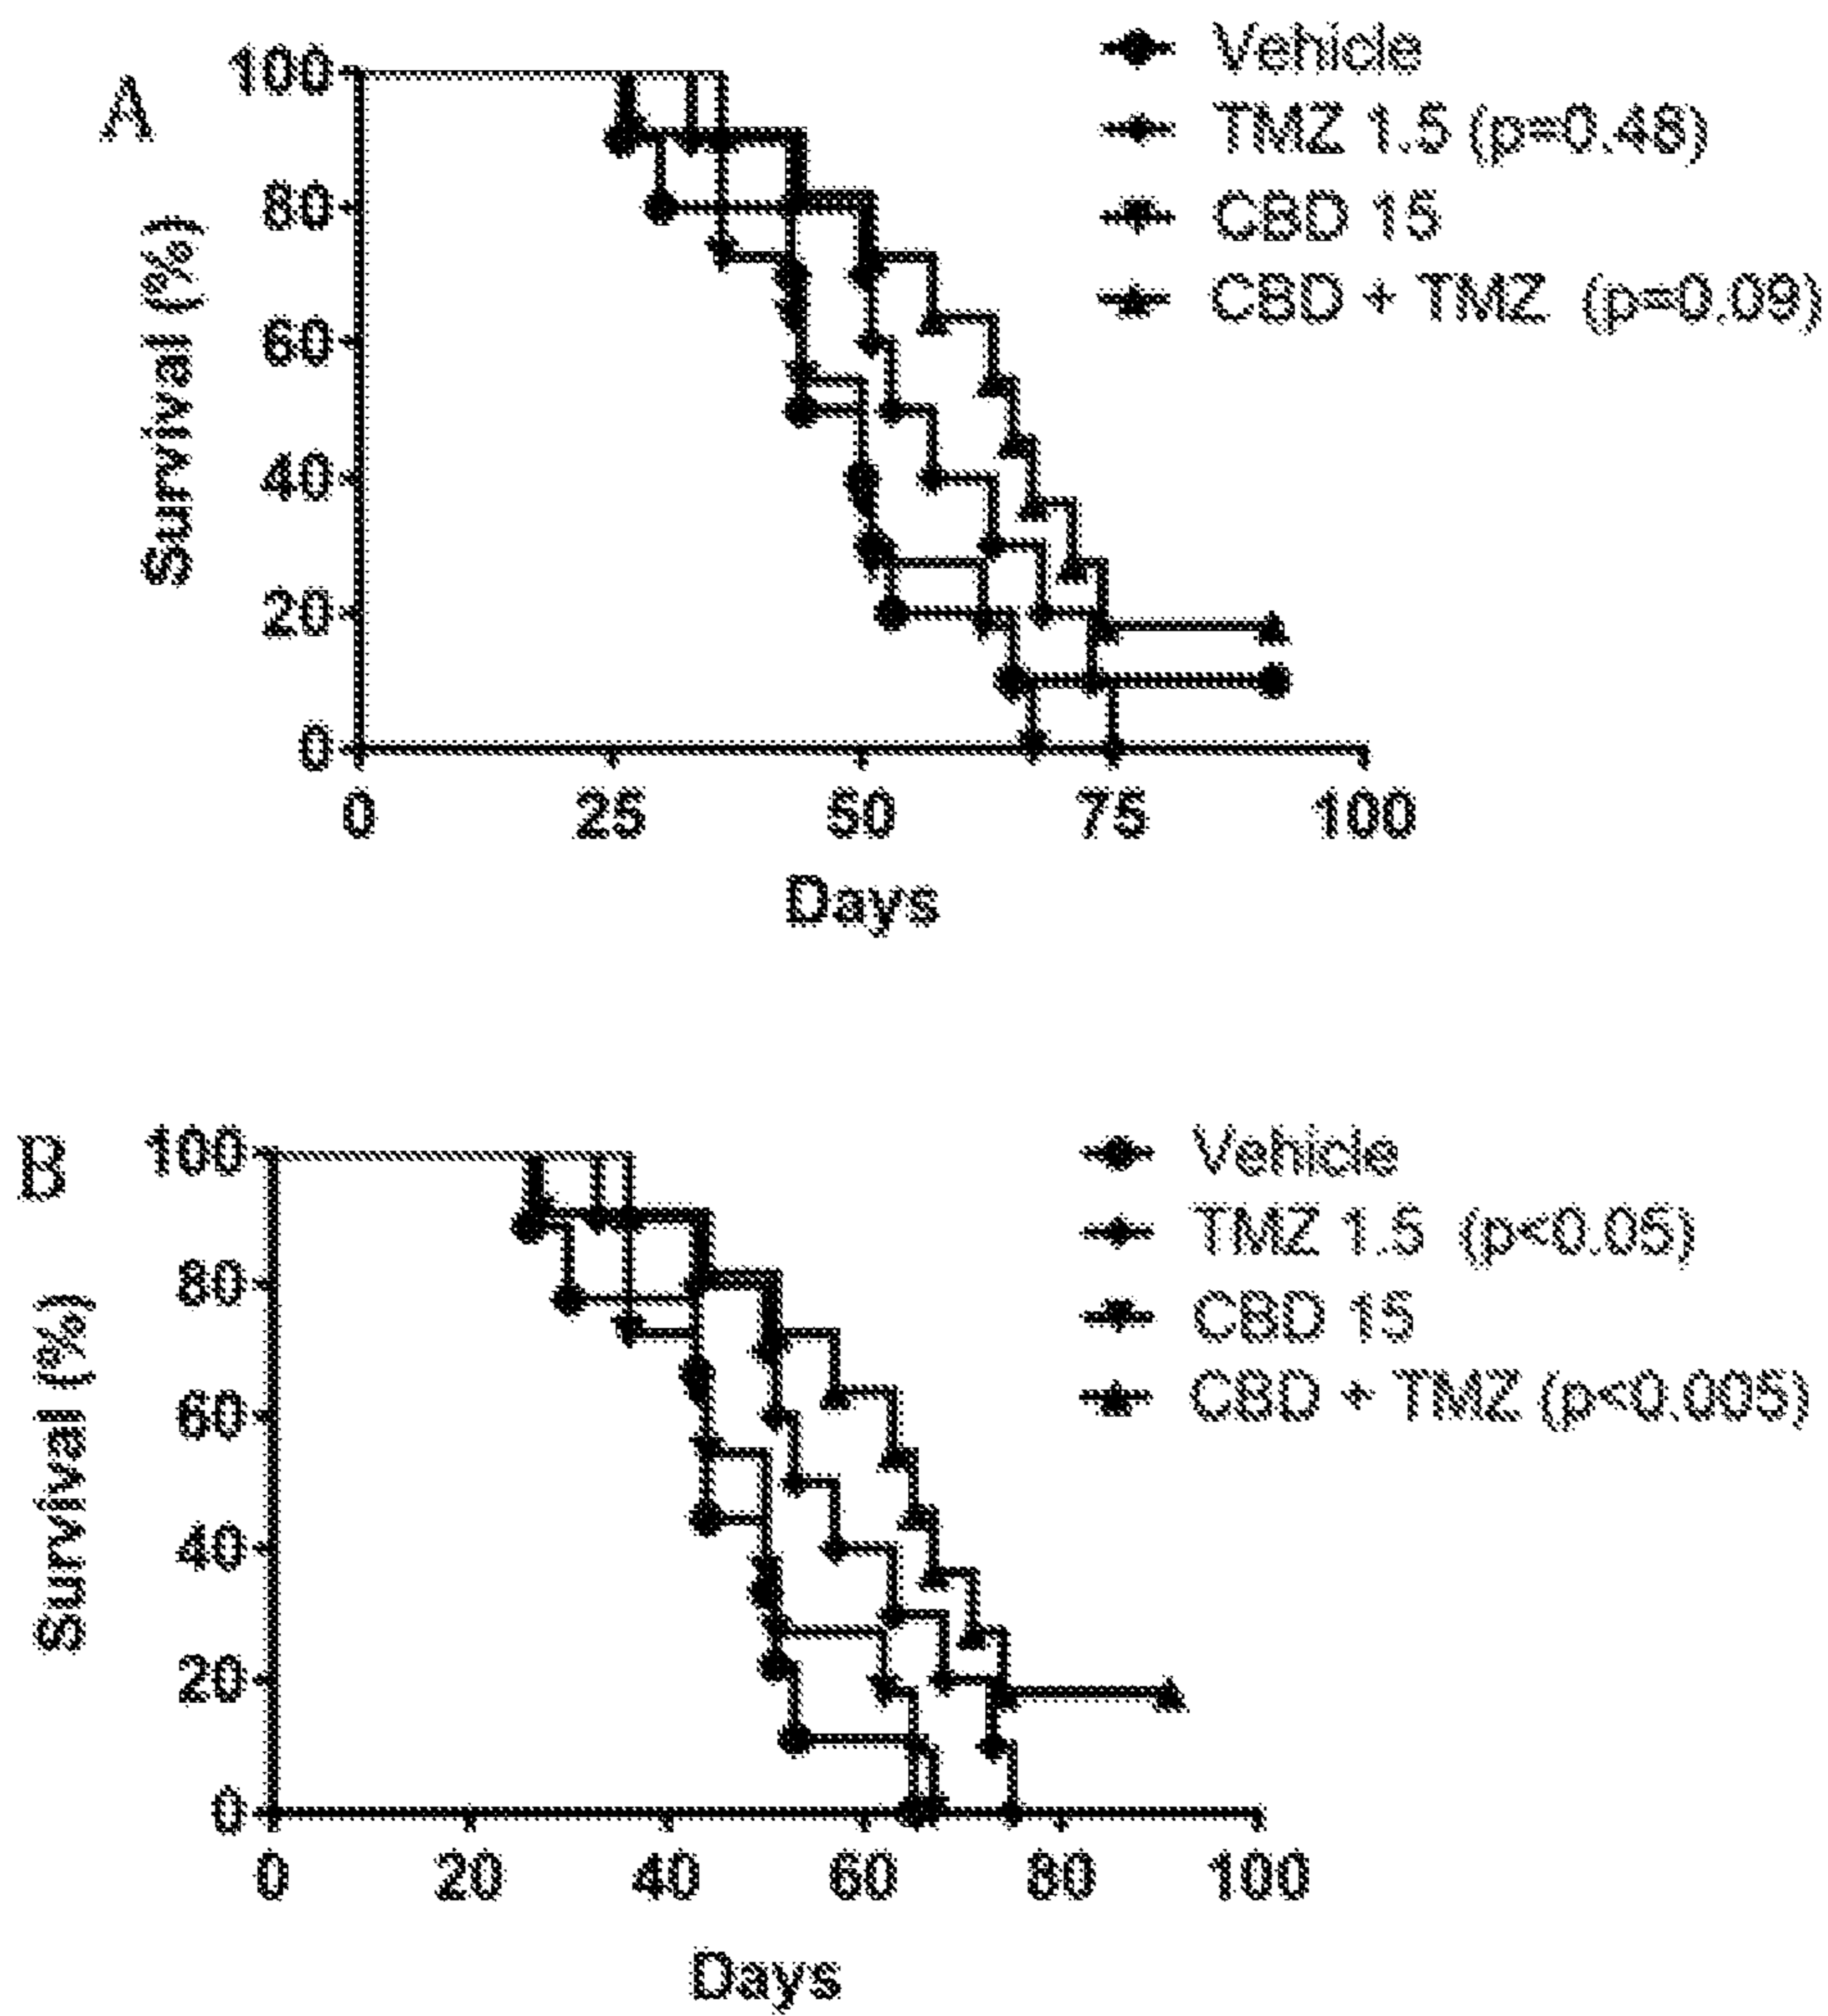 A
100
80
60
40
20
0
Survival (%)
0 25 50 75 100
Days
Vehicle
TMZ 1.5 (p=0.48)
CBD 15
CBD + TMZ (p=0.09)
B
100
80
60
40
20
0
Survival (%)
0 20 40 60 80 100
Days
Vehicle
TMZ 1.5 (p<0.05)
CBD 15
CBD + TMZ (p<0.005)